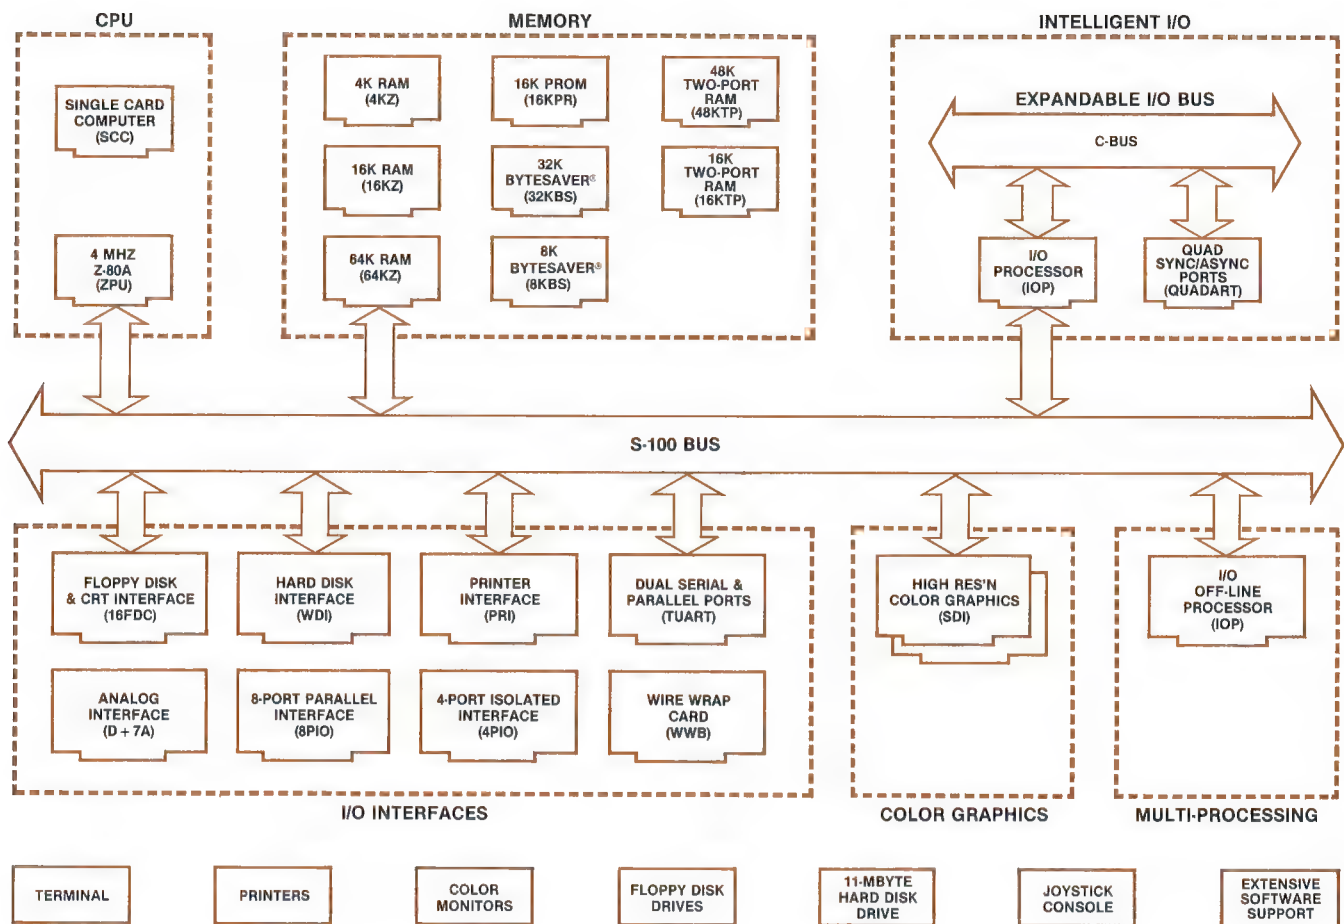 CPU
MEMORY
INTELLIGENT I/O
SINGLE CARD
COMPUTER
(SCC)
4 MHZ
Z-80A
(ZPU)
4K RAM
(4KZ)
16K PROM
(16KPR)
48K
TWO-PORT
RAM
(48KTP)
16K RAM
(16KZ)
32K
BYTESAVER®
(32KBS)
16K
TWO-PORT
RAM
(16KTP)
64K RAM
(64KZ)
8K
BYTESAVER®
(8KBS)
EXPANDABLE I/O BUS
C-BUS
I/O
PROCESSOR
(IOP)
QUAD
SYNC/ASYNC
PORTS
(QUADART)
S-100 BUS
FLOPPY DISK
& CRT INTERFACE
(16FDC)
HARD DISK
INTERFACE
(WDI)
PRINTER
INTERFACE
(PRI)
DUAL SERIAL &
PARALLEL PORTS
(TUART)
HIGH RES'N
COLOR GRAPHICS
(SDI)
I/O
OFF-LINE
PROCESSOR
(IOP)
ANALOG
INTERFACE
(D + 7A)
8-PORT PARALLEL
INTERFACE
(8PIO)
4-PORT ISOLATED
INTERFACE
(4PIO)
WIRE WRAP
CARD
(WWB)
I/O INTERFACES
COLOR GRAPHICS
MULTI-PROCESSING
TERMINAL
PRINTERS
COLOR
MONITORS
FLOPPY DISK
DRIVES
11-MBYTE
HARD DISK
DRIVE
JOYSTICK
CONSOLE
EXTENSIVE
SOFTWARE
SUPPORT